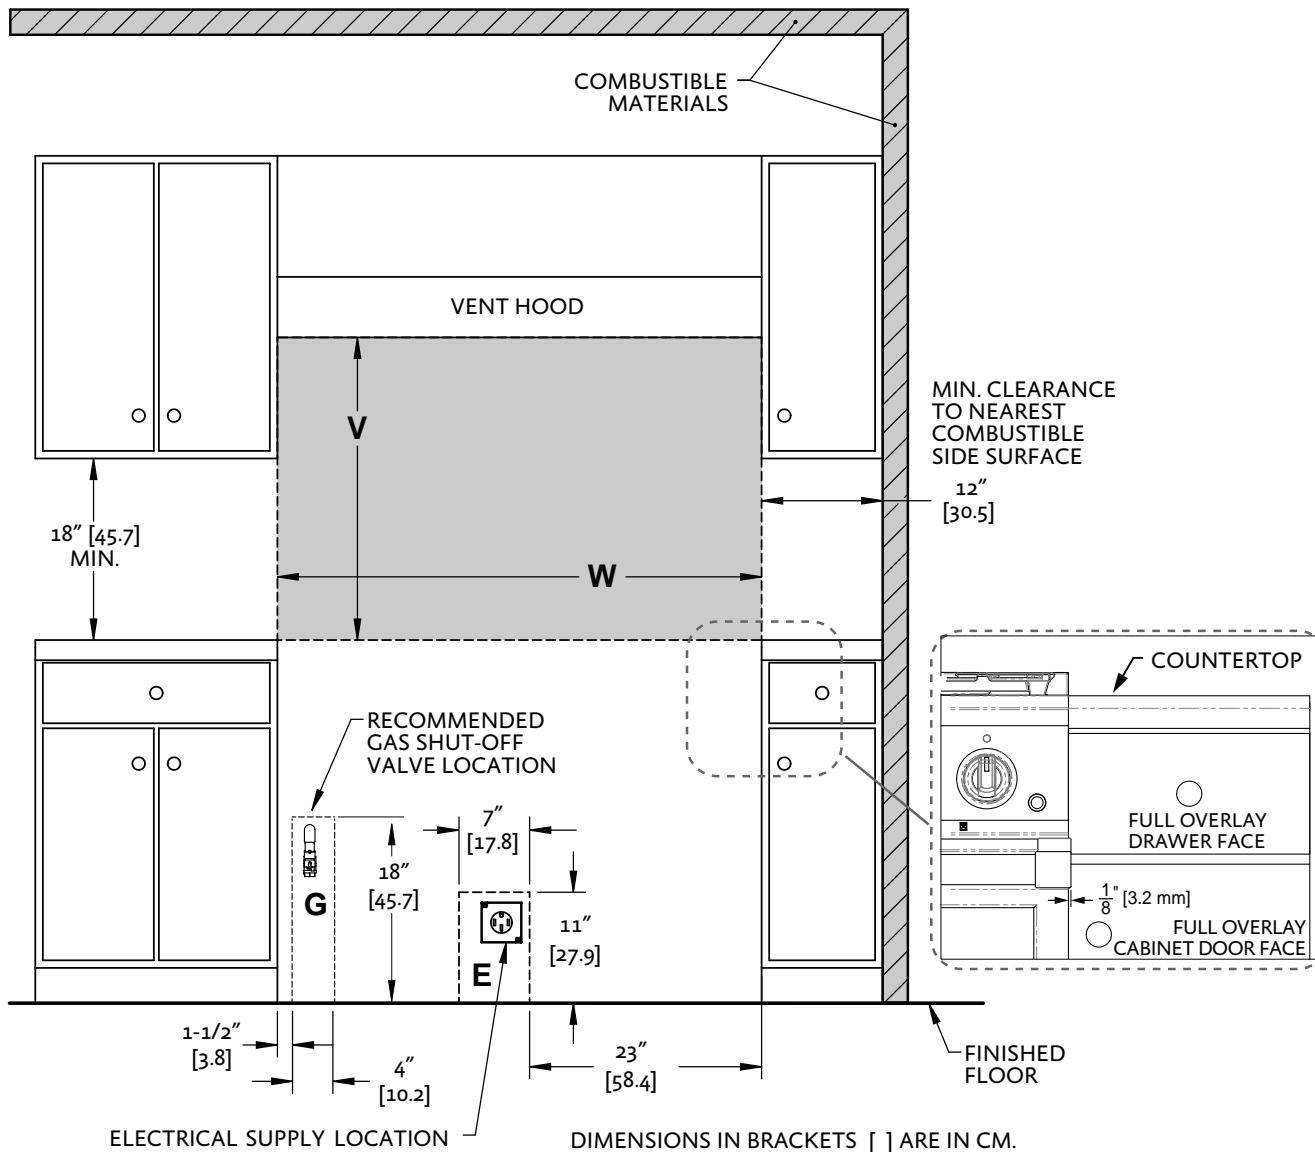 COMBUSTIBLE
MATERIALS
VENT HOOD
V
MIN. CLEARANCE
TO NEAREST
COMBUSTIBLE
SIDE SURFACE
12"
[30.5]
18" [45.7]
MIN.
W
COUNTERTOP
RECOMMENDED
GAS SHUT-OFF
VALVE LOCATION
7"
[17.8]
FULL OVERLAY
DRAWER FACE
18"
[45.7]
G
11"
[27.9]
E
1/8" [3.2 mm]
FULL OVERLAY
CABINET DOOR FACE
1-1/2"
[3.8]
4"
[10.2]
23"
[58.4]
FINISHED
FLOOR
ELECTRICAL SUPPLY LOCATION
DIMENSIONS IN BRACKETS [ ] ARE IN CM.